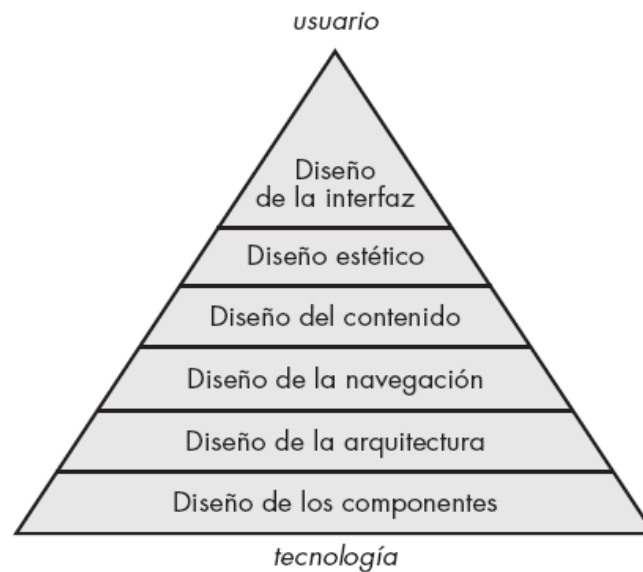 usuario
Diseño
de la interfaz
Diseño estético
Diseño del contenido
Diseño de la navegación
Diseño de la arquitectura
Diseño de los componentes
tecnología